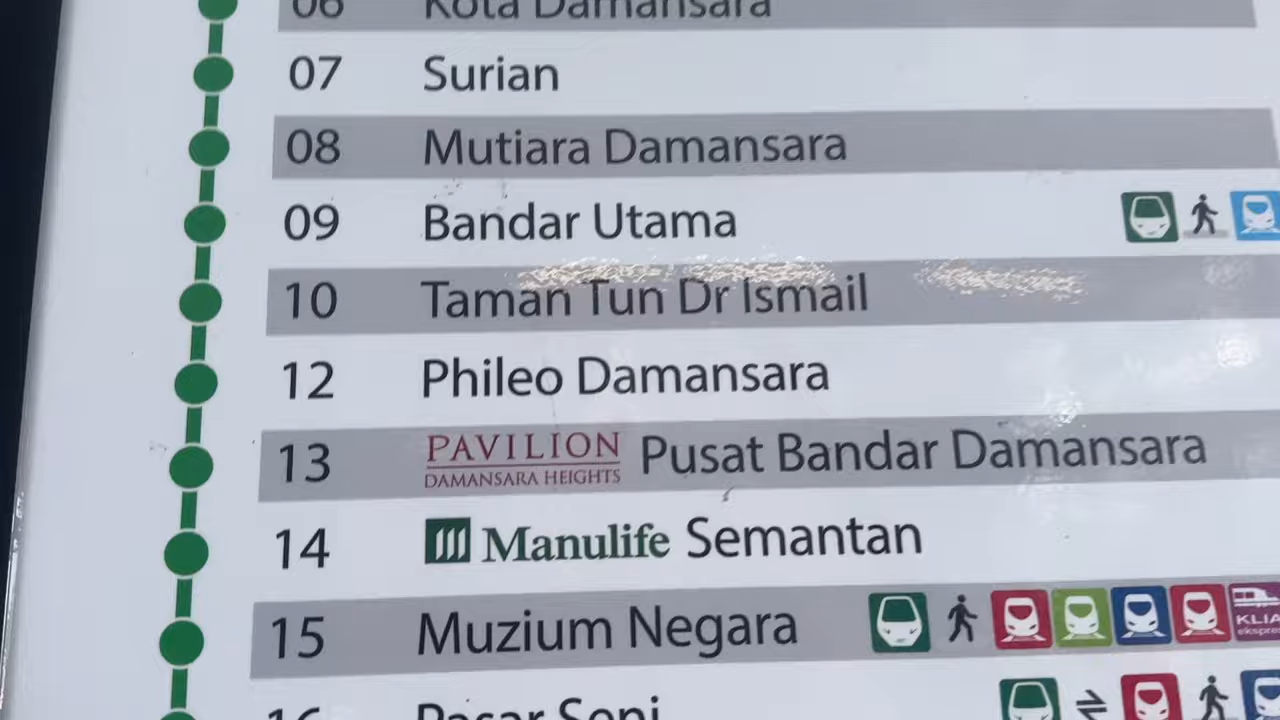 06 Kota Damansara
07 Surian
08 Mutiara Damansara
09 Bandar Utama
10 Taman Tun Dr Ismail
12 Phileo Damansara
13 PAVILION DAMANSARA HEIGHTS Pusat Bandar Damansara
14 Manulife Semantan
15 Muzium Negara KLIA ekspres
16 Pasar Seni